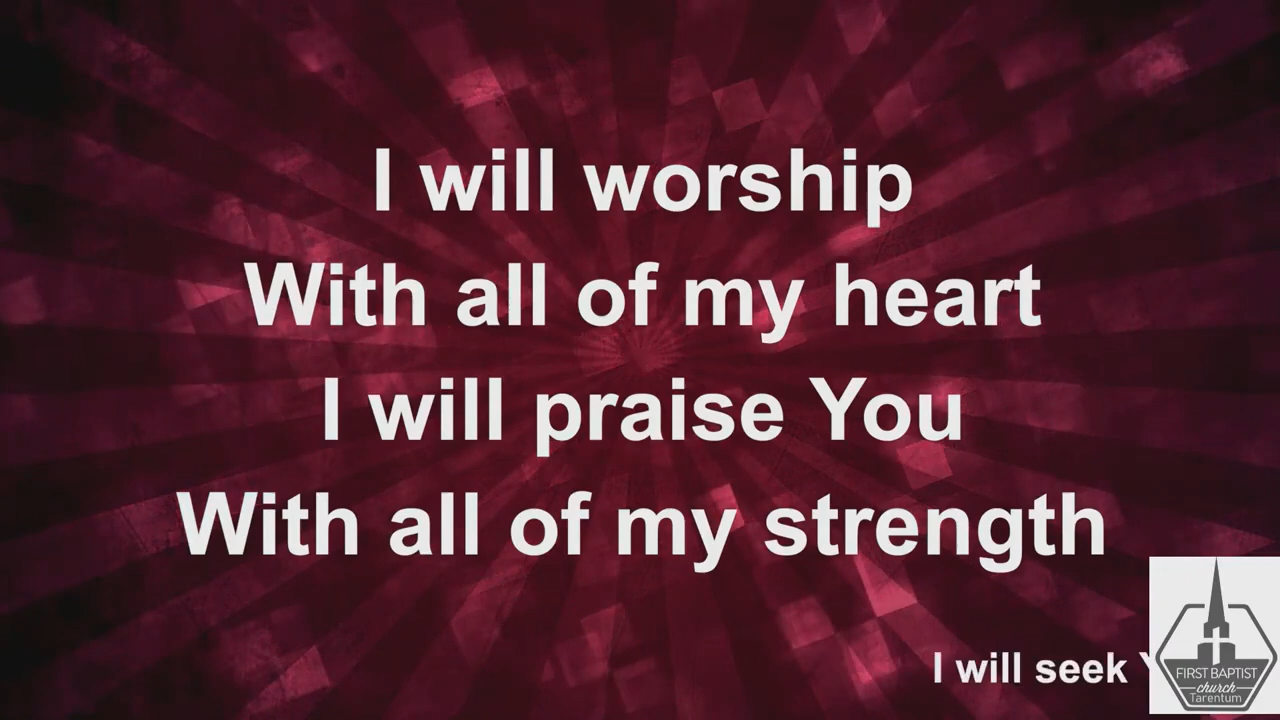 I will worship
With all of my heart
I will praise You
With all of my strength
I will seek
FIRST BAPTIST
church
Tarentum